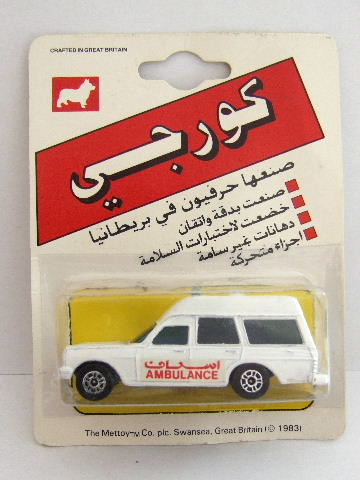 CRAFTED IN GREAT BRITAIN
كورجي
صنعها حرفيون في بريطانيا
صنعت بدقة واتقان
خضعت لاختبارات السلامة
دهانات غير سامة
اجزاء متحركة
اسعاف
AMBULANCE
The Mettoy Co. plc. Swansea, Great Britain (© 1983)